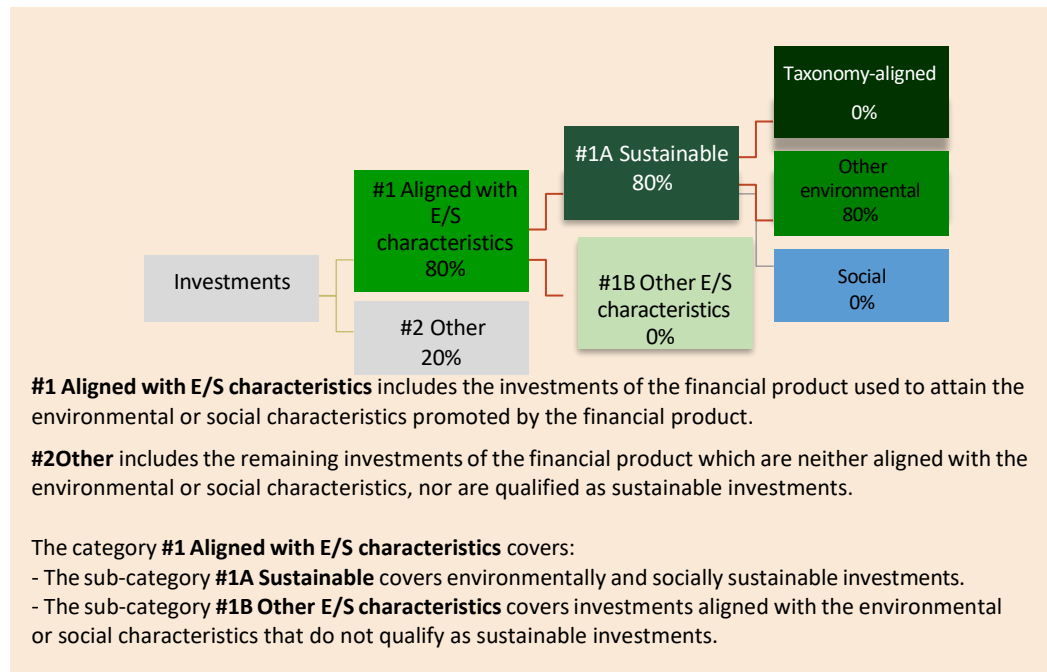 Taxonomy-aligned
0%
#1A Sustainable
80%
Other
environmental
80%
#1 Aligned with
E/S
characteristics
80%
Investments
#1B Other E/S
characteristics
0%
Social
0%
#2 Other
20%
#1 Aligned with E/S characteristics includes the investments of the financial product used to attain the
environmental or social characteristics promoted by the financial product.
#2Other includes the remaining investments of the financial product which are neither aligned with the
environmental or social characteristics, nor are qualified as sustainable investments.
The category #1 Aligned with E/S characteristics covers:
- The sub-category #1A Sustainable covers environmentally and socially sustainable investments.
- The sub-category #1B Other E/S characteristics covers investments aligned with the environmental
or social characteristics that do not qualify as sustainable investments.